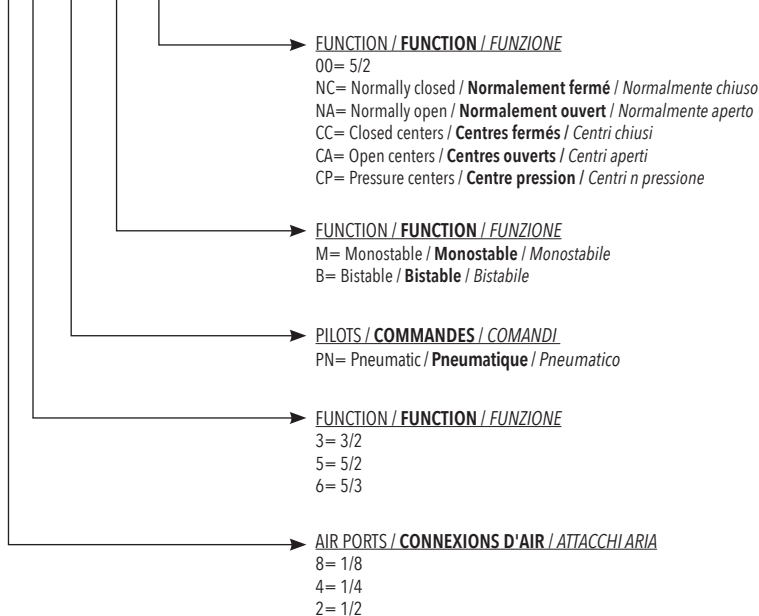 FUNCTION / FUNCTION / FUNZIONE
00= 5/2
NC= Normally closed / Normalement fermé / Normalmente chiuso
NA= Normally open / Normalement ouvert / Normalmente aperto
CC= Closed centers / Centres fermés / Centri chiusi
CA= Open centers / Centres ouverts / Centri aperti
CP= Pressure centers / Centre pression / Centri n pressione
FUNCTION / FUNCTION / FUNZIONE
M= Monostable / Monostable / Monostabile
B= Bistable / Bistable / Bistabile
PILOTS / COMMANDES / COMANDI
PN= Pneumatic / Pneumatique / Pneumatico
FUNCTION / FUNCTION / FUNZIONE
3= 3/2
5= 5/2
6= 5/3
AIR PORTS / CONNEXIONS D'AIR / ATTACCHI ARIA
8= 1/8
4= 1/4
2= 1/2